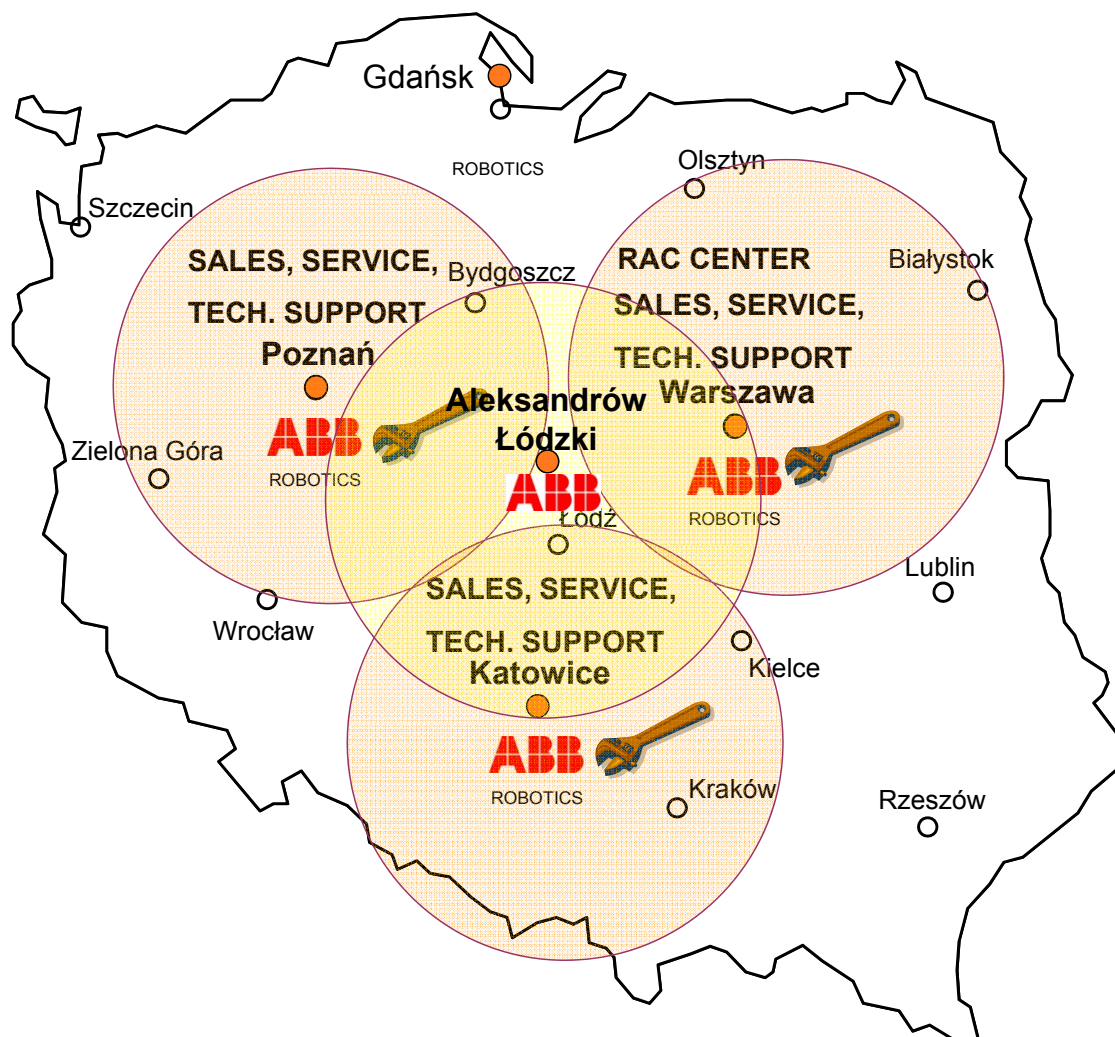 Gdańsk
ROBOTICS
Olsztyn
Szczecin
SALES, SERVICE,
TECH. SUPPORT
Poznań
Bydgoszcz
RAC CENTER
SALES, SERVICE,
TECH. SUPPORT
Warszawa
Białystok
Aleksandrów
Łódzki
ABB
Łódź
Zielona Góra
ABB
ROBOTICS
ABB
ROBOTICS
Lublin
Wrocław
SALES, SERVICE,
TECH. SUPPORT
Katowice
Kielce
ABB
ROBOTICS
Kraków
Rzeszów